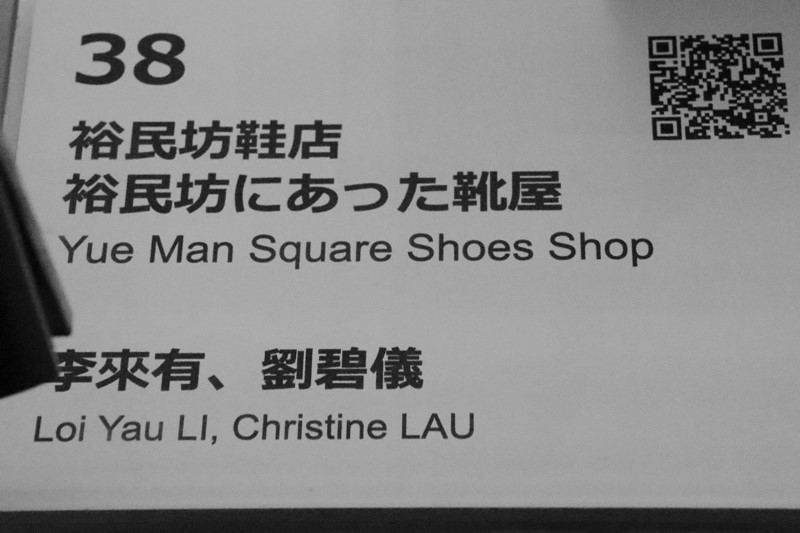 38
裕民坊鞋店
裕民坊にあった靴屋
Yue Man Square Shoes Shop
李來有、劉碧儀
Loi Yau LI, Christine LAU